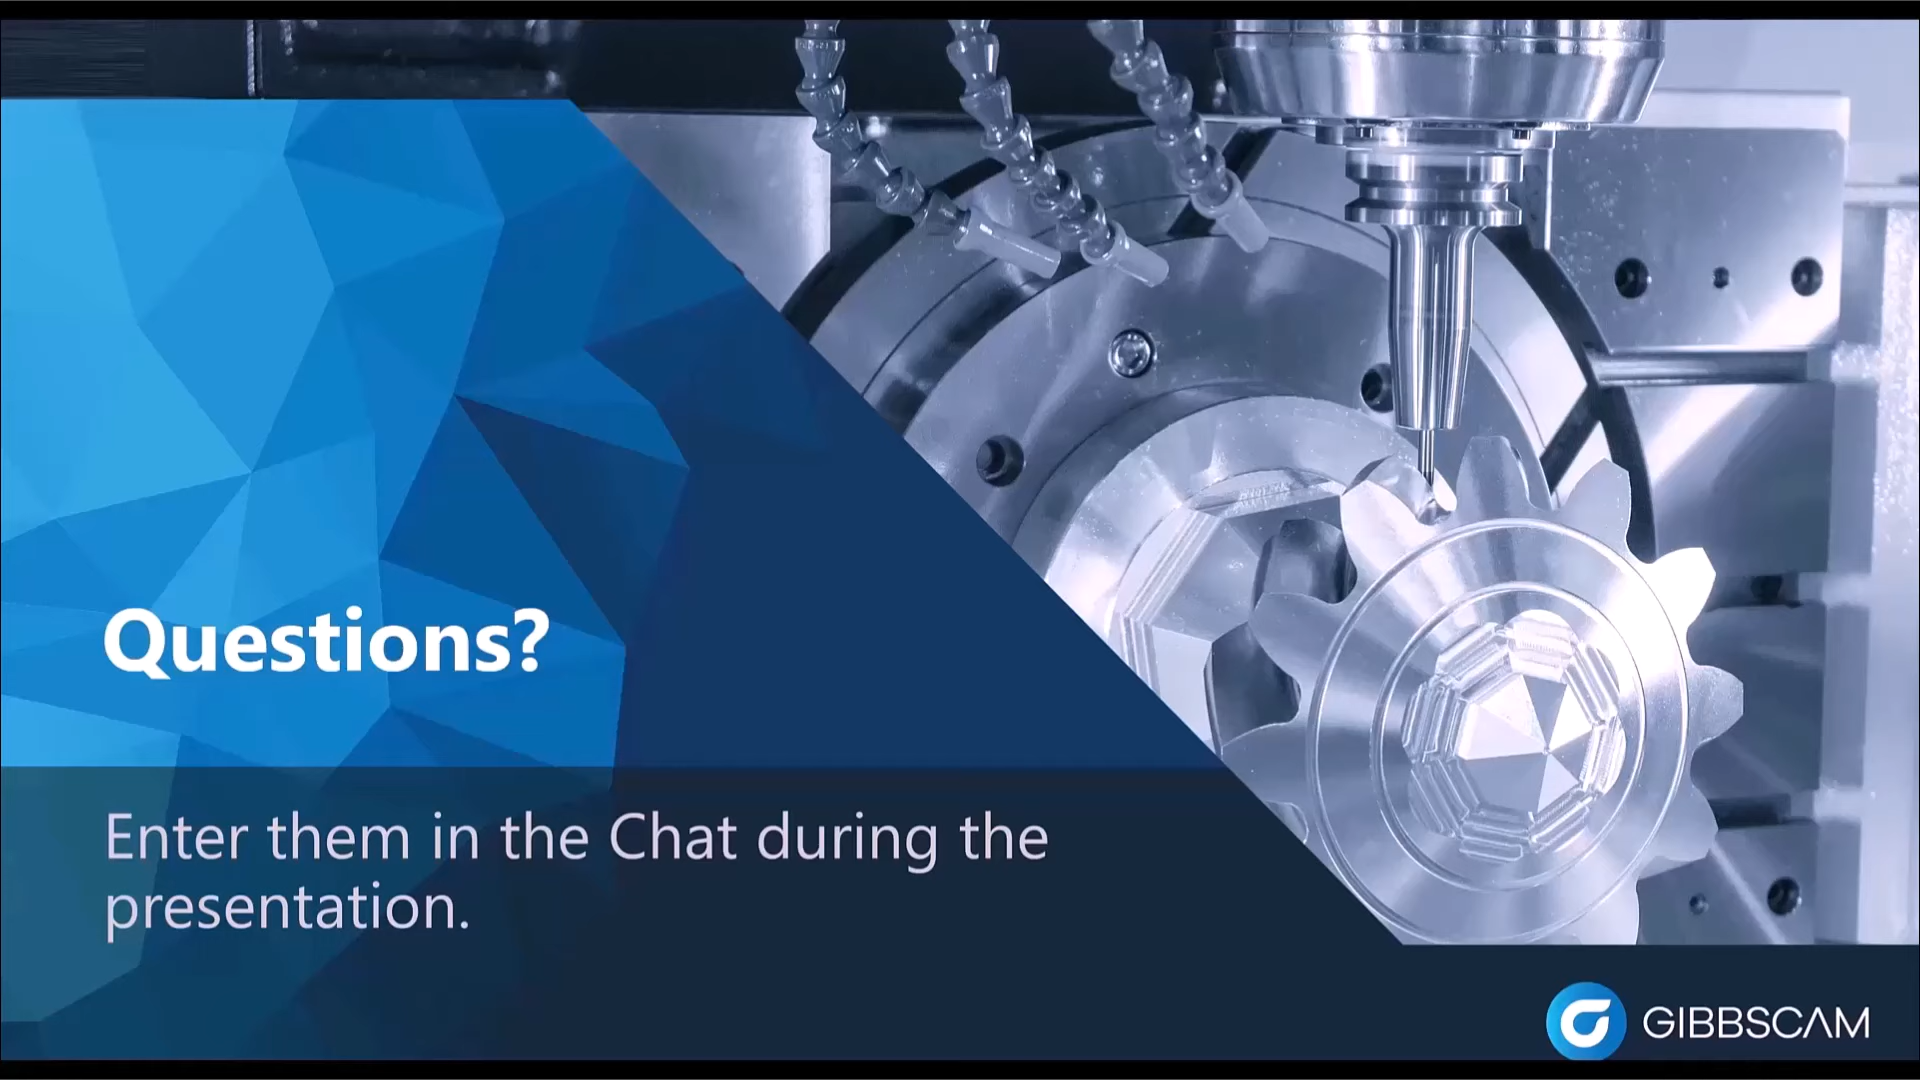 Questions?
Enter them in the Chat during the
presentation.
GIBBSCAM